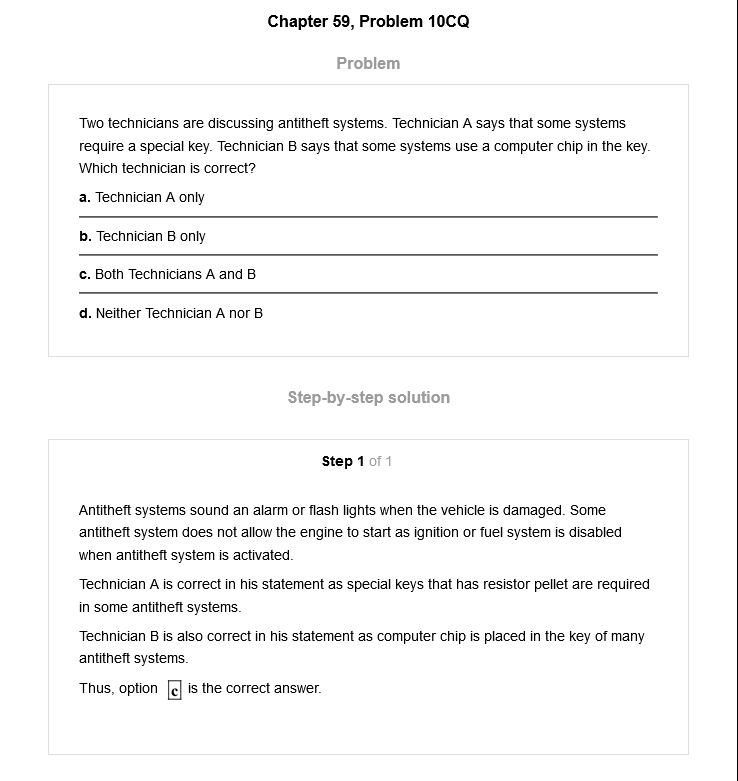 Chapter 59, Problem 10CQ
Problem
Two technicians are discussing antitheft systems. Technician A says that some systems
require a special key. Technician B says that some systems use a computer chip in the key.
Which technician is correct?
a. Technician A only
b. Technician B only
c. Both Technicians A and B
d. Neither Technician A nor B
Step-by-step solution
Step 1 of 1
Antitheft systems sound an alarm or flash lights when the vehicle is damaged. Some
antitheft system does not allow the engine to start as ignition or fuel system is disabled
when antitheft system is activated.
Technician A is correct in his statement as special keys that has resistor pellet are required
in some antitheft systems.
Technician B is also correct in his statement as computer chip is placed in the key of many
antitheft systems.
Thus, option c is the correct answer.